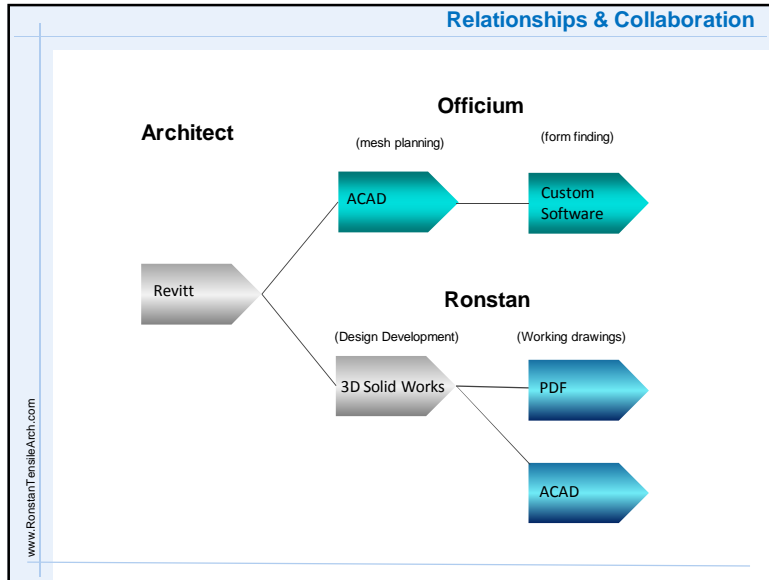 Relationships & Collaboration
Officium
Architect
(mesh planning)
(form finding)
ACAD
Custom
Software
Revitt
Ronstan
(Design Development)
(Working drawings)
3D Solid Works
PDF
ACAD
www.RonstanTensileArch.com